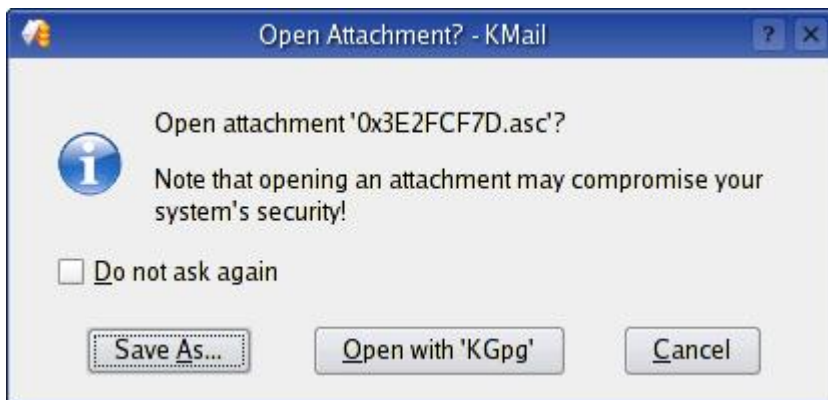 Open Attachment? - KMail
?
Open attachment '0x3E2FCF7D.asc'?
Note that opening an attachment may compromise your
system's security!
Do not ask again
Save As...
Open with 'KGpg'
Cancel